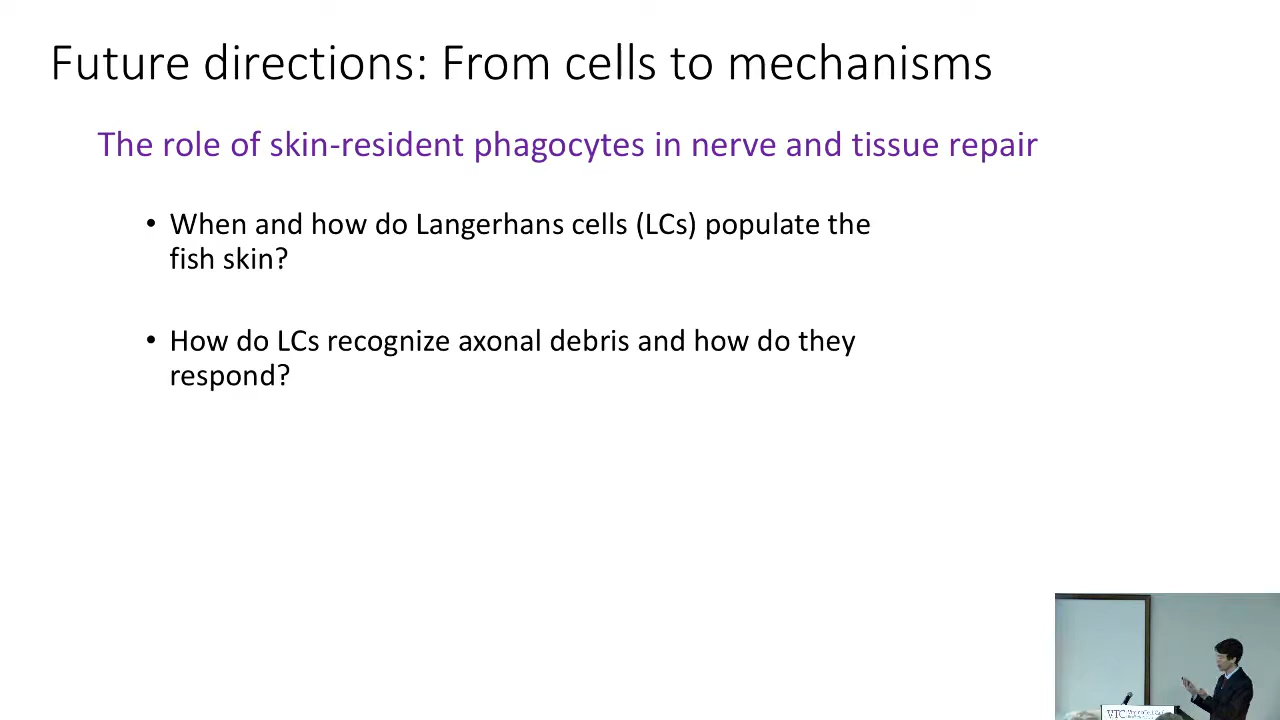 Future directions: From cells to mechanisms
The role of skin-resident phagocytes in nerve and tissue repair
• When and how do Langerhans cells (LCs) populate the
fish skin?
• How do LCs recognize axonal debris and how do they
respond?
VTC